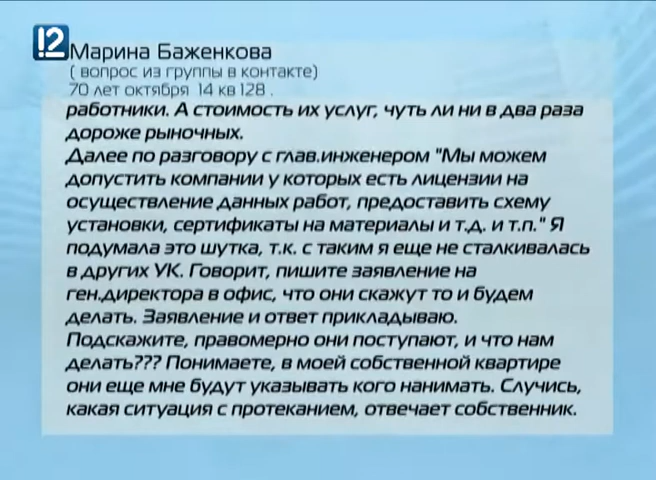 !2
Марина Баженкова
( вопрос из группы в контакте)
70 лет октября 14 кв 128 .
работники. А стоимость их услуг, чуть ли ни в два раза
дороже рыночных.
Далее по разговору с глав.инженером "Мы можем
допустить компании у которых есть лицензии на
осуществление данных работ, предоставить схему
установки, сертификаты на материалы и т.д. и т.п." Я
подумала это шутка, т.к. с таким я еще не сталкивалась
в других УК. Говорит, пишите заявление на
ген.директора в офис, что они скажут то и будем
делать. Заявление и ответ прикладываю.
Подскажите, правомерно они поступают, и что нам
делать??? Понимаете, в моей собственной квартире
они еще мне будут указывать кого нанимать. Случись,
какая ситуация с протеканием, отвечает собственник.